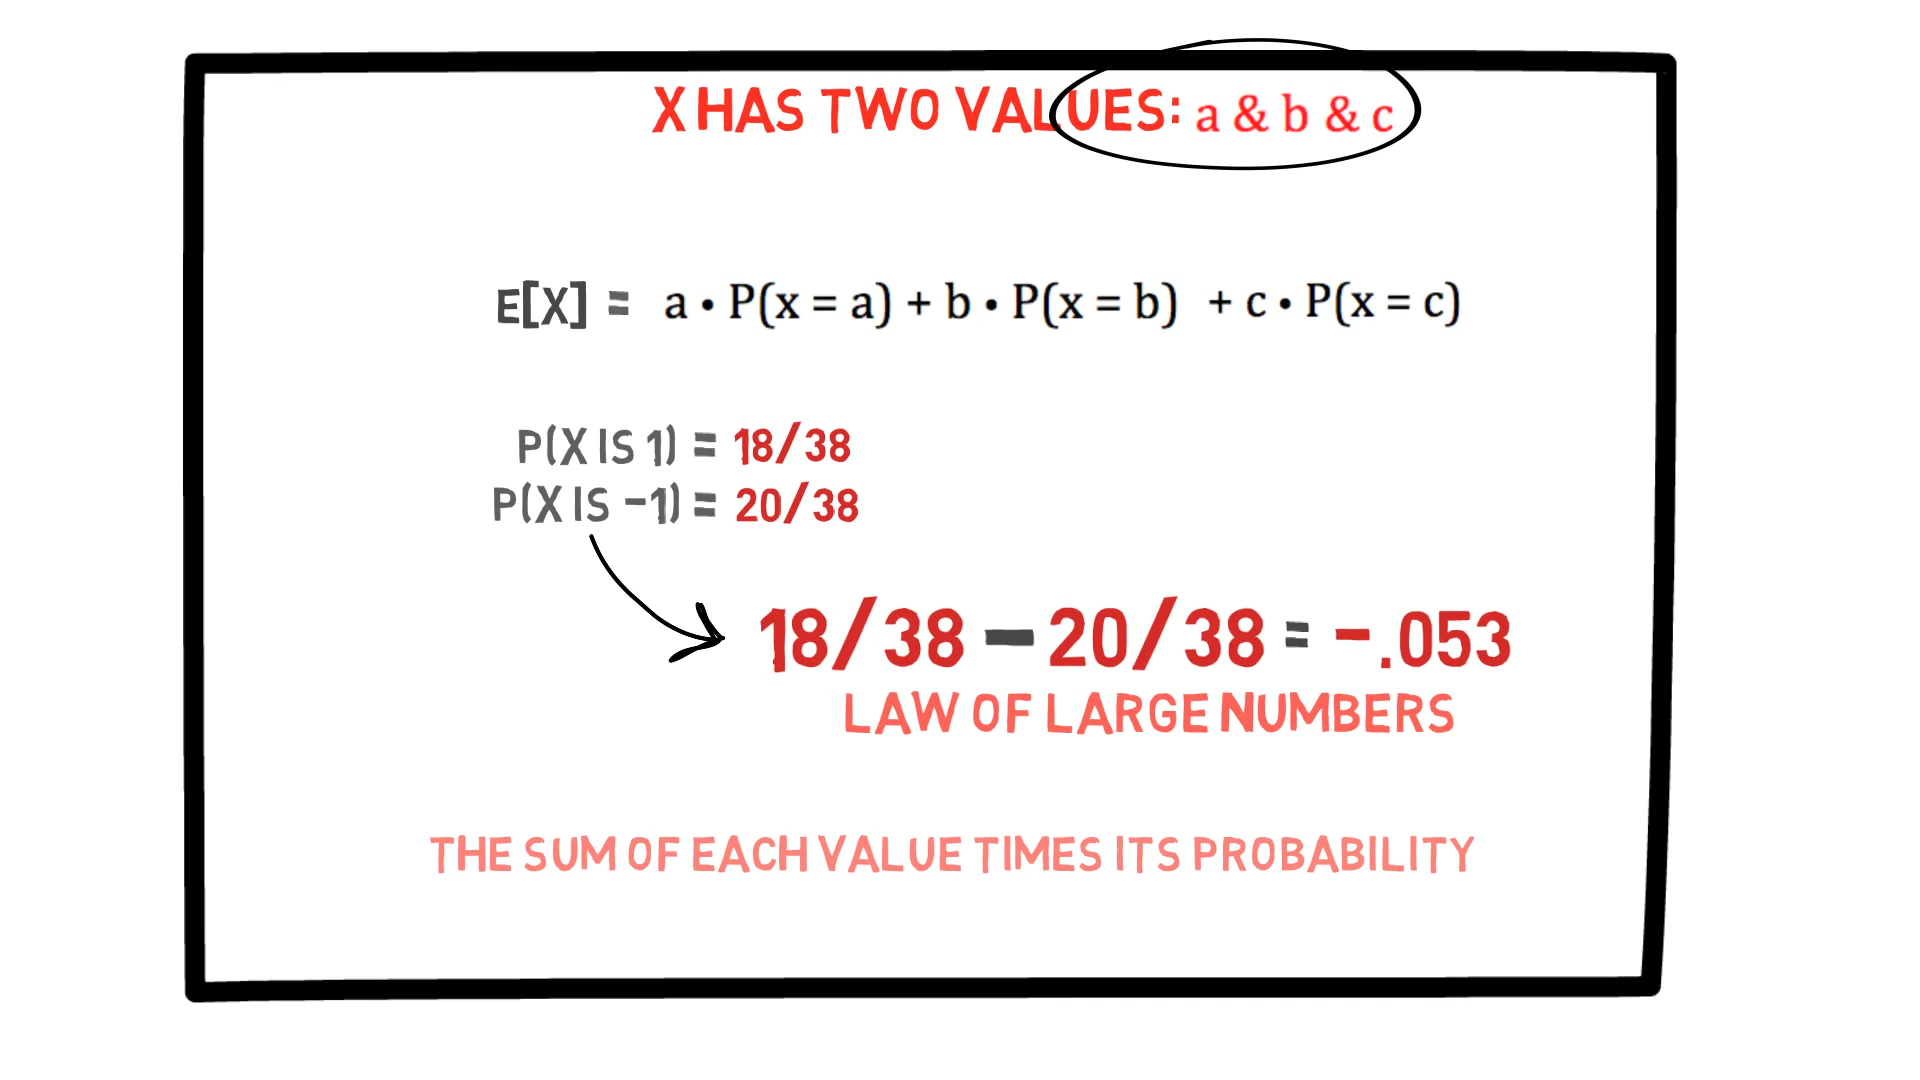 X HAS TWO VALUES: a & b & c
E[X] = a • P(x = a) + b • P(x = b) + c • P(x = c)
P(X IS 1) = 18/38
P(X IS -1) = 20/38
18/38 - 20/38 = -.053
LAW OF LARGE NUMBERS
THE SUM OF EACH VALUE TIMES ITS PROBABILITY